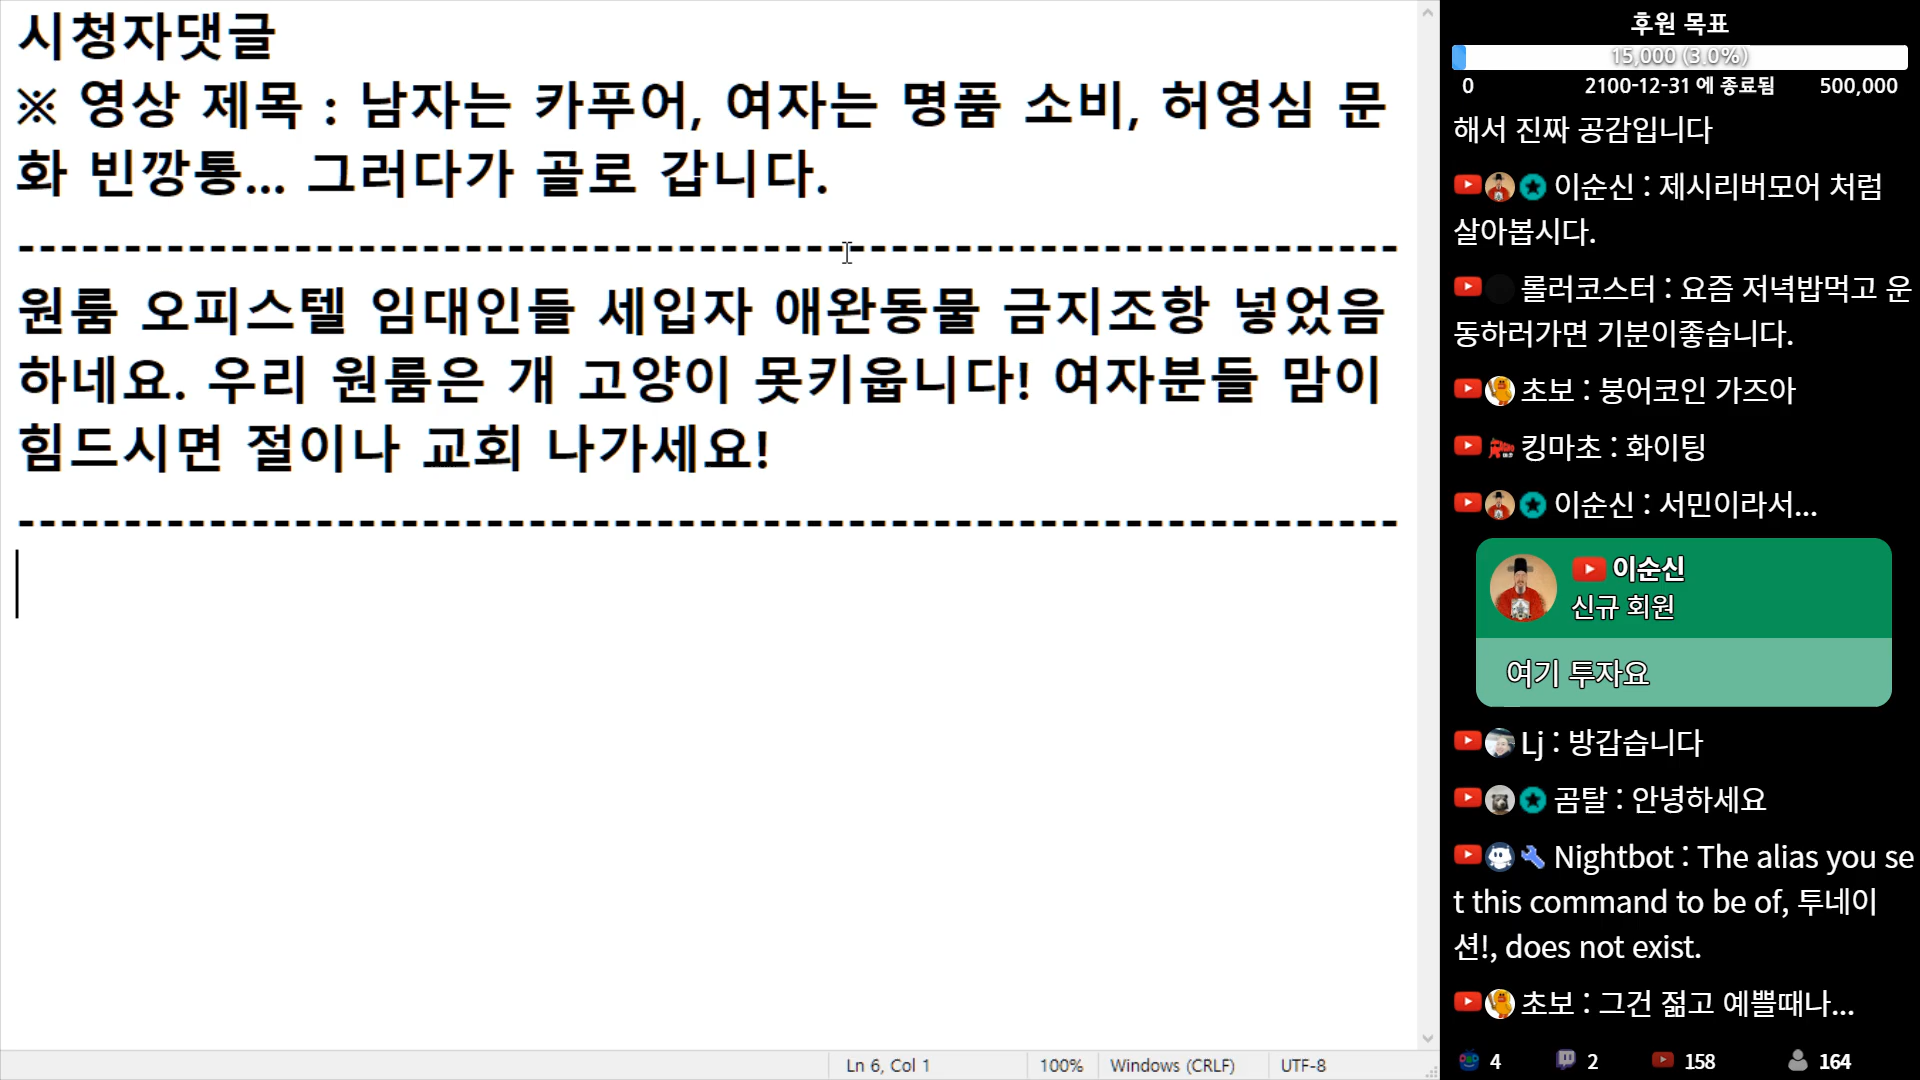 시청자댓글
※ 영상 제목 : 남자는 카푸어, 여자는 명품 소비, 허영심 문
화 빈깡통... 그러다가 골로 갑니다.
------------------------------------------------------------------
원룸 오피스텔 임대인들 세입자 애완동물 금지조항 넣었음
하네요. 우리 원룸은 개 고양이 못키웁니다! 여자분들 맘이
힘드시면 절이나 교회 나가세요!
------------------------------------------------------------------
Ln 6, Col 1
100%
Windows (CRLF)
UTF-8
후원 목표
15,000 (3.0%)
0 2100-12-31 에 종료됨 500,000
해서 진짜 공감입니다
이순신 : 제시리버모어 처럼
살아봅시다.
롤러코스터 : 요즘 저녁밥먹고 운
동하러가면 기분이좋습니다.
초보 : 붕어코인 가즈아
킹마초 : 화이팅
이순신 : 서민이라서...
이순신
신규 회원
여기 투자요
Lj : 방갑습니다
곰탈 : 안녕하세요
Nightbot : The alias you se
t this command to be of, 투네이
션!, does not exist.
초보 : 그건 젊고 예쁠때나...
4 2 158 164